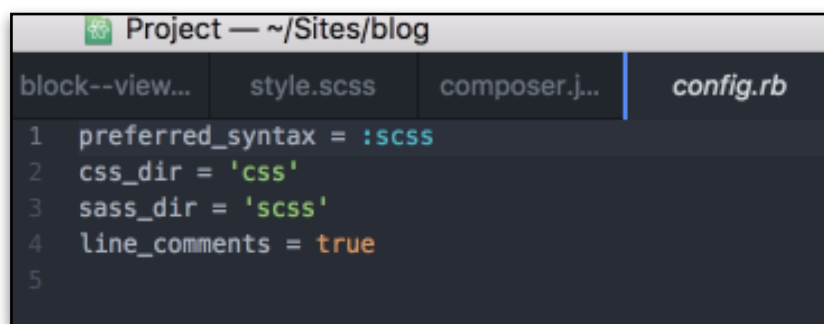 Project — ~/Sites/blog
block--view... style.scss composer.j... config.rb
1 preferred_syntax = :scss
2 css_dir = 'css'
3 sass_dir = 'scss'
4 line_comments = true
5